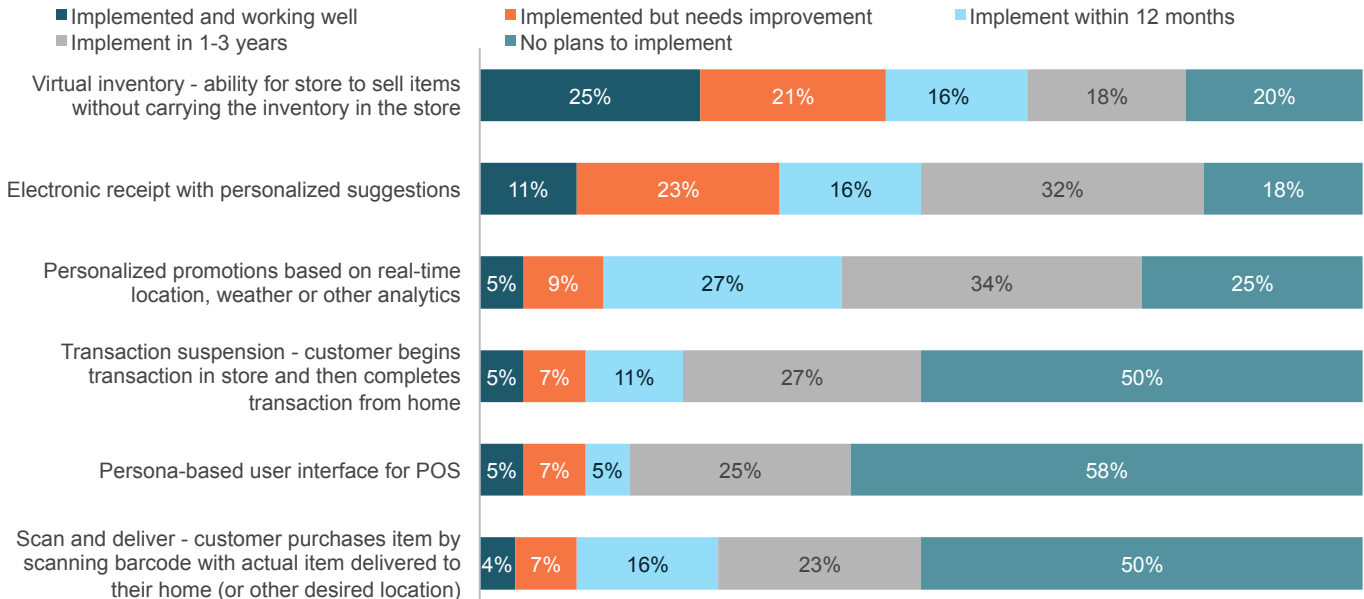 Implemented and working well
Implemented but needs improvement
Implement within 12 months
Implement in 1-3 years
No plans to implement
Virtual inventory - ability for store to sell items
without carrying the inventory in the store
25%
21%
16%
18%
20%
Electronic receipt with personalized suggestions
11%
23%
16%
32%
18%
Personalized promotions based on real-time
location, weather or other analytics
5%
9%
27%
34%
25%
Transaction suspension - customer begins
transaction in store and then completes
transaction from home
5%
7%
11%
27%
50%
Persona-based user interface for POS
5%
7%
5%
25%
58%
Scan and deliver - customer purchases item by
scanning barcode with actual item delivered to
their home (or other desired location)
4%
7%
16%
23%
50%